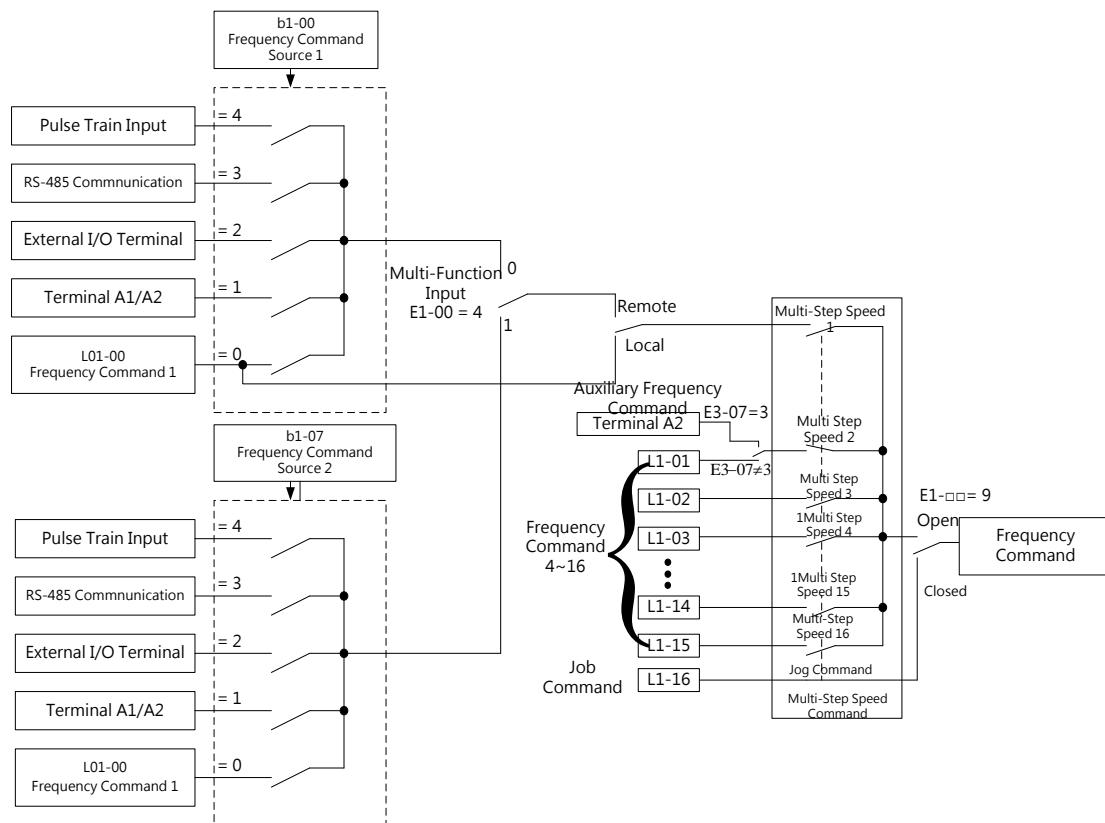 b1-00
Frequency Command
Source 1
Pulse Train Input
= 4
RS-485 Commnunication
= 3
External I/O Terminal
= 2
Terminal A1/A2
= 1
L01-00
Frequency Command 1
= 0
Multi-Function
Input
E1-00 = 4
0
1
Remote
Local
b1-07
Frequency Command
Source 2
Pulse Train Input
= 4
RS-485 Commnunication
= 3
External I/O Terminal
= 2
Terminal A1/A2
= 1
L01-00
Frequency Command 1
= 0
Auxiliary Frequency
Command
Terminal A2
E3-07=3
E3-07≠3
L1-01
L1-02
L1-03
L1-14
L1-15
L1-16
Frequency
Command
4~16
Job
Command
Multi-Step Speed
1
Multi Step
Speed 2
Multi Step
Speed 3
1Multi Step
Speed 4
1Multi Step
Speed 15
Multi-Step
Speed 16
Jog Command
Multi-Step Speed
Command
E1-□□= 9
Open
Closed
Frequency
Command